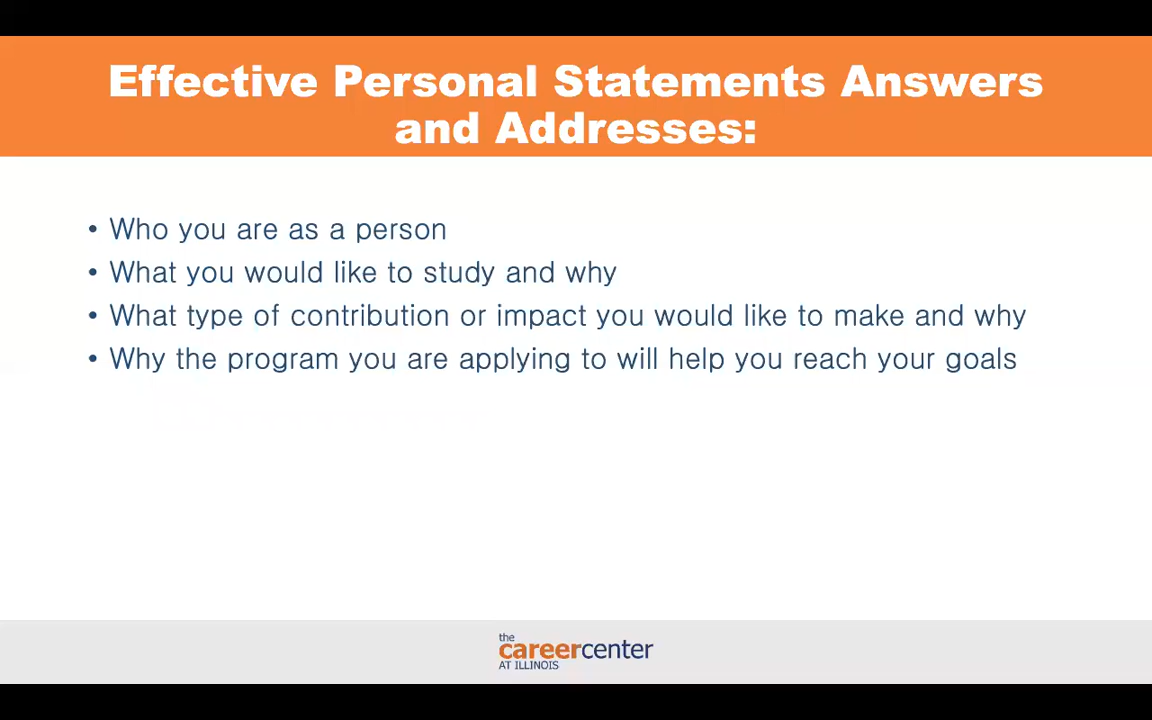 Effective Personal Statements Answers
and Addresses:
• Who you are as a person
• What you would like to study and why
• What type of contribution or impact you would like to make and why
• Why the program you are applying to will help you reach your goals
the
careercenter
AT ILLINOIS